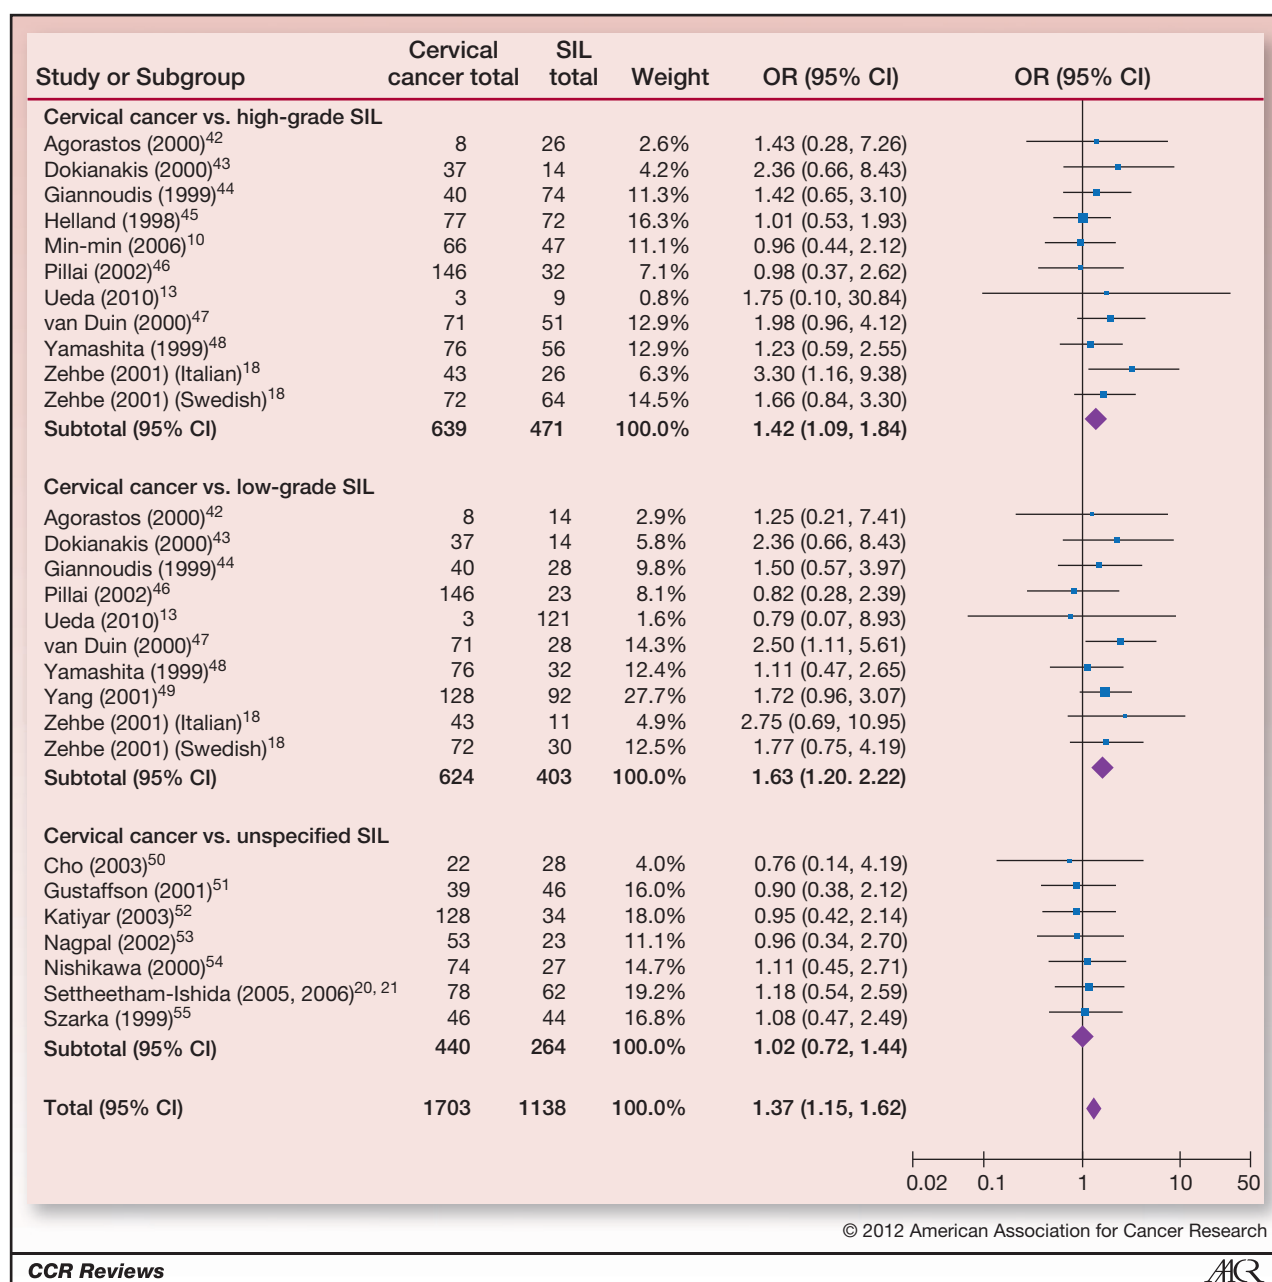 Study or Subgroup Cervical cancer total SIL total Weight OR (95% CI) OR (95% CI)
Cervical cancer vs. high-grade SIL
Agorastos (2000)42 8 26 2.6% 1.43 (0.28, 7.26)
Dokianakis (2000)43 37 14 4.2% 2.36 (0.66, 8.43)
Giannoudis (1999)44 40 74 11.3% 1.42 (0.65, 3.10)
Helland (1998)45 77 72 16.3% 1.01 (0.53, 1.93)
Min-min (2006)10 66 47 11.1% 0.96 (0.44, 2.12)
Pillai (2002)46 146 32 7.1% 0.98 (0.37, 2.62)
Ueda (2010)13 3 9 0.8% 1.75 (0.10, 30.84)
van Duin (2000)47 71 51 12.9% 1.98 (0.96, 4.12)
Yamashita (1999)48 76 56 12.9% 1.23 (0.59, 2.55)
Zehbe (2001) (Italian)18 43 26 6.3% 3.30 (1.16, 9.38)
Zehbe (2001) (Swedish)18 72 64 14.5% 1.66 (0.84, 3.30)
Subtotal (95% CI) 639 471 100.0% 1.42 (1.09, 1.84)
Cervical cancer vs. low-grade SIL
Agorastos (2000)42 8 14 2.9% 1.25 (0.21, 7.41)
Dokianakis (2000)43 37 14 5.8% 2.36 (0.66, 8.43)
Giannoudis (1999)44 40 28 9.8% 1.50 (0.57, 3.97)
Pillai (2002)46 146 23 8.1% 0.82 (0.28, 2.39)
Ueda (2010)13 3 121 1.6% 0.79 (0.07, 8.93)
van Duin (2000)47 71 28 14.3% 2.50 (1.11, 5.61)
Yamashita (1999)48 76 32 12.4% 1.11 (0.47, 2.65)
Yang (2001)49 128 92 27.7% 1.72 (0.96, 3.07)
Zehbe (2001) (Italian)18 43 11 4.9% 2.75 (0.69, 10.95)
Zehbe (2001) (Swedish)18 72 30 12.5% 1.77 (0.75, 4.19)
Subtotal (95% CI) 624 403 100.0% 1.63 (1.20. 2.22)
Cervical cancer vs. unspecified SIL
Cho (2003)50 22 28 4.0% 0.76 (0.14, 4.19)
Gustaffson (2001)51 39 46 16.0% 0.90 (0.38, 2.12)
Katiyar (2003)52 128 34 18.0% 0.95 (0.42, 2.14)
Nagpal (2002)53 53 23 11.1% 0.96 (0.34, 2.70)
Nishikawa (2000)54 74 27 14.7% 1.11 (0.45, 2.71)
Settheetham-Ishida (2005, 2006)20, 21 78 62 19.2% 1.18 (0.54, 2.59)
Szarka (1999)55 46 44 16.8% 1.08 (0.47, 2.49)
Subtotal (95% CI) 440 264 100.0% 1.02 (0.72, 1.44)
Total (95% CI) 1703 1138 100.0% 1.37 (1.15, 1.62)
0.02 0.1 1 10 50
© 2012 American Association for Cancer Research
CCR Reviews
AACR